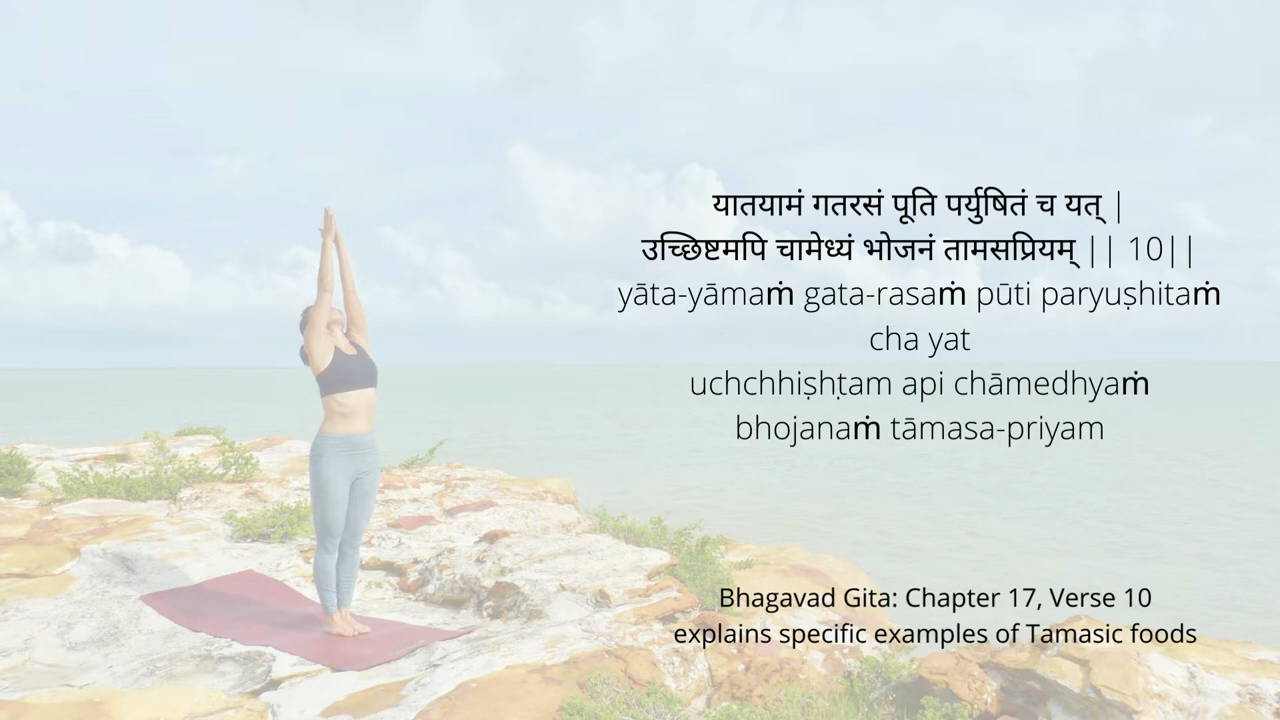 यातयामं गतरसं पूति पर्युषितं च यत् |
उच्छिष्टमपि चामेध्यं भोजनं तामसप्रियम् || 10||
yāta-yāmaṁ gata-rasaṁ pūti paryuṣhitaṁ
cha yat
uchchhiṣhṭam api chāmedhyaṁ
bhojanaṁ tāmasa-priyam
Bhagavad Gita: Chapter 17, Verse 10
explains specific examples of Tamasic foods